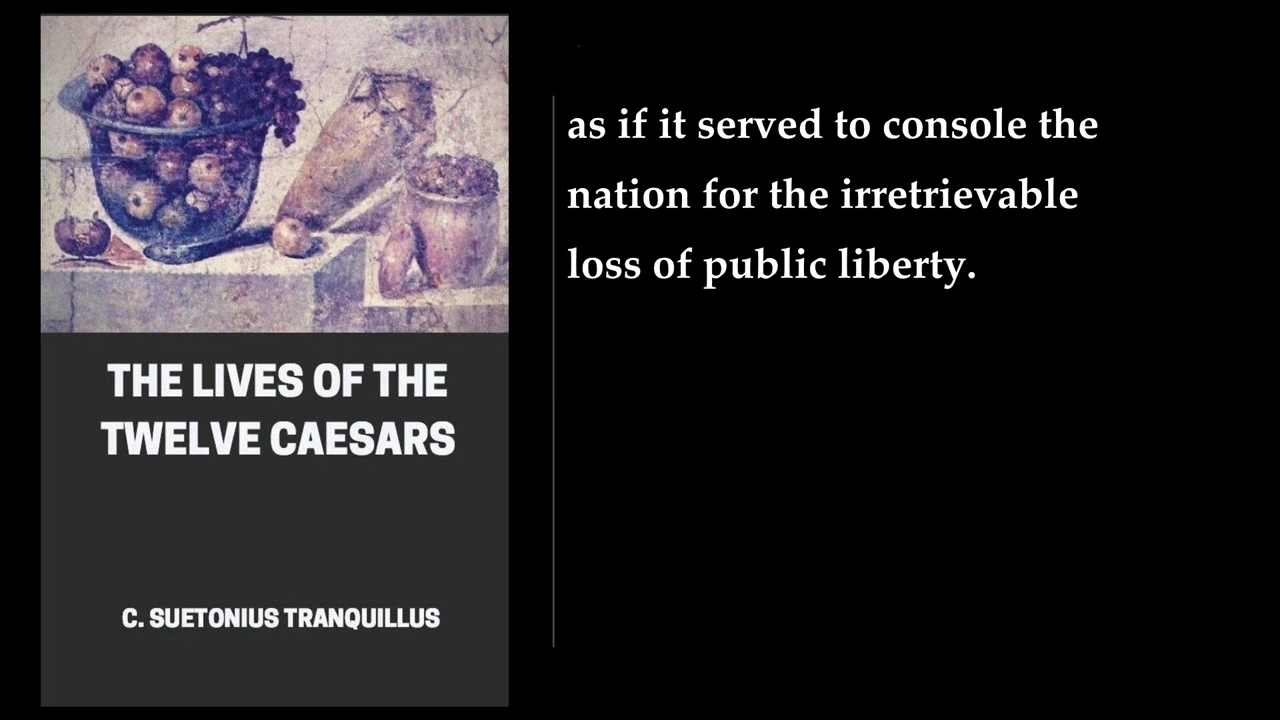 THE LIVES OF THE
TWELVE CAESARS
C. SUETONIUS TRANQUILLUS
as if it served to console the
nation for the irretrievable
loss of public liberty.